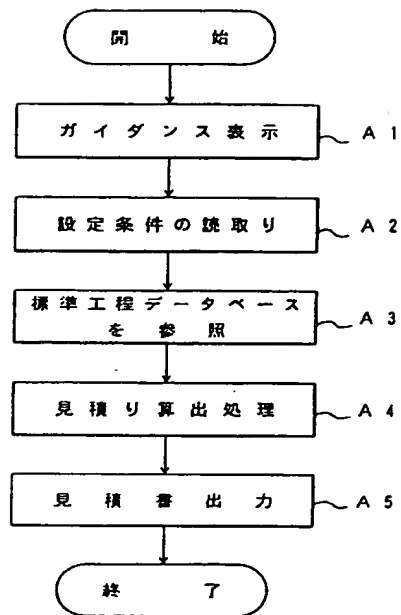 開始
ガイダンス表示 A1
設定条件の読取り A2
標準工程データベース
を参照 A3
見積り算出処理 A4
見積書出力 A5
終了